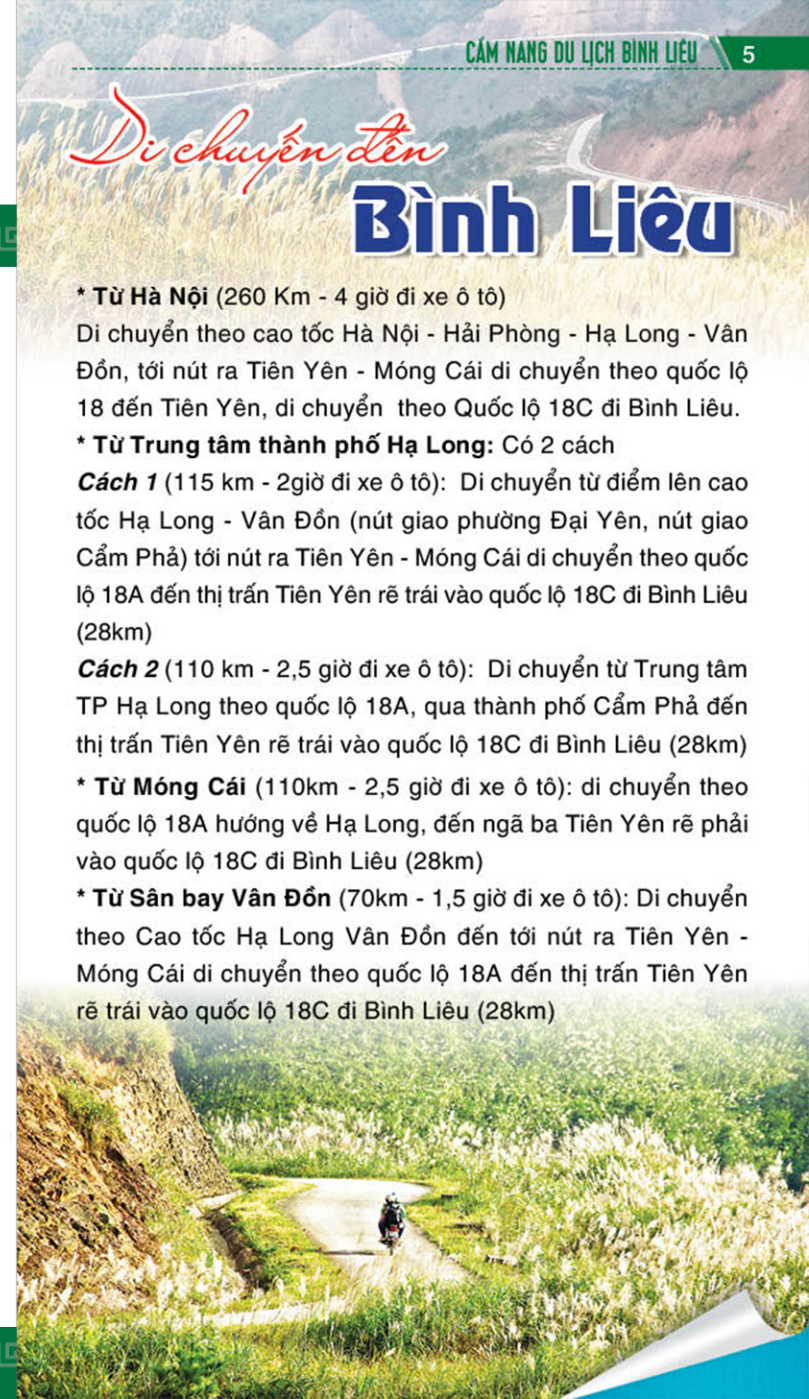 CẨM NANG DU LỊCH BÌNH LIÊU 5
Di chuyển đến
Bình Liêu
* Từ Hà Nội (260 Km - 4 giờ đi xe ô tô)
Di chuyển theo cao tốc Hà Nội - Hải Phòng - Hạ Long - Vân
Đồn, tới nút ra Tiên Yên - Móng Cái di chuyển theo quốc lộ
18 đến Tiên Yên, di chuyển theo Quốc lộ 18C đi Bình Liêu.
* Từ Trung tâm thành phố Hạ Long: Có 2 cách
Cách 1 (115 km - 2giờ đi xe ô tô): Di chuyển từ điểm lên cao
tốc Hạ Long - Vân Đồn (nút giao phường Đại Yên, nút giao
Cẩm Phả) tới nút ra Tiên Yên - Móng Cái di chuyển theo quốc
lộ 18A đến thị trấn Tiên Yên rẽ trái vào quốc lộ 18C đi Bình Liêu
(28km)
Cách 2 (110 km - 2,5 giờ đi xe ô tô): Di chuyển từ Trung tâm
TP Hạ Long theo quốc lộ 18A, qua thành phố Cẩm Phả đến
thị trấn Tiên Yên rẽ trái vào quốc lộ 18C đi Bình Liêu (28km)
* Từ Móng Cái (110km - 2,5 giờ đi xe ô tô): di chuyển theo
quốc lộ 18A hướng về Hạ Long, đến ngã ba Tiên Yên rẽ phải
vào quốc lộ 18C đi Bình Liêu (28km)
* Từ Sân bay Vân Đồn (70km - 1,5 giờ đi xe ô tô): Di chuyển
theo Cao tốc Hạ Long Vân Đồn đến tới nút ra Tiên Yên -
Móng Cái di chuyển theo quốc lộ 18A đến thị trấn Tiên Yên
rẽ trái vào quốc lộ 18C đi Bình Liêu (28km)